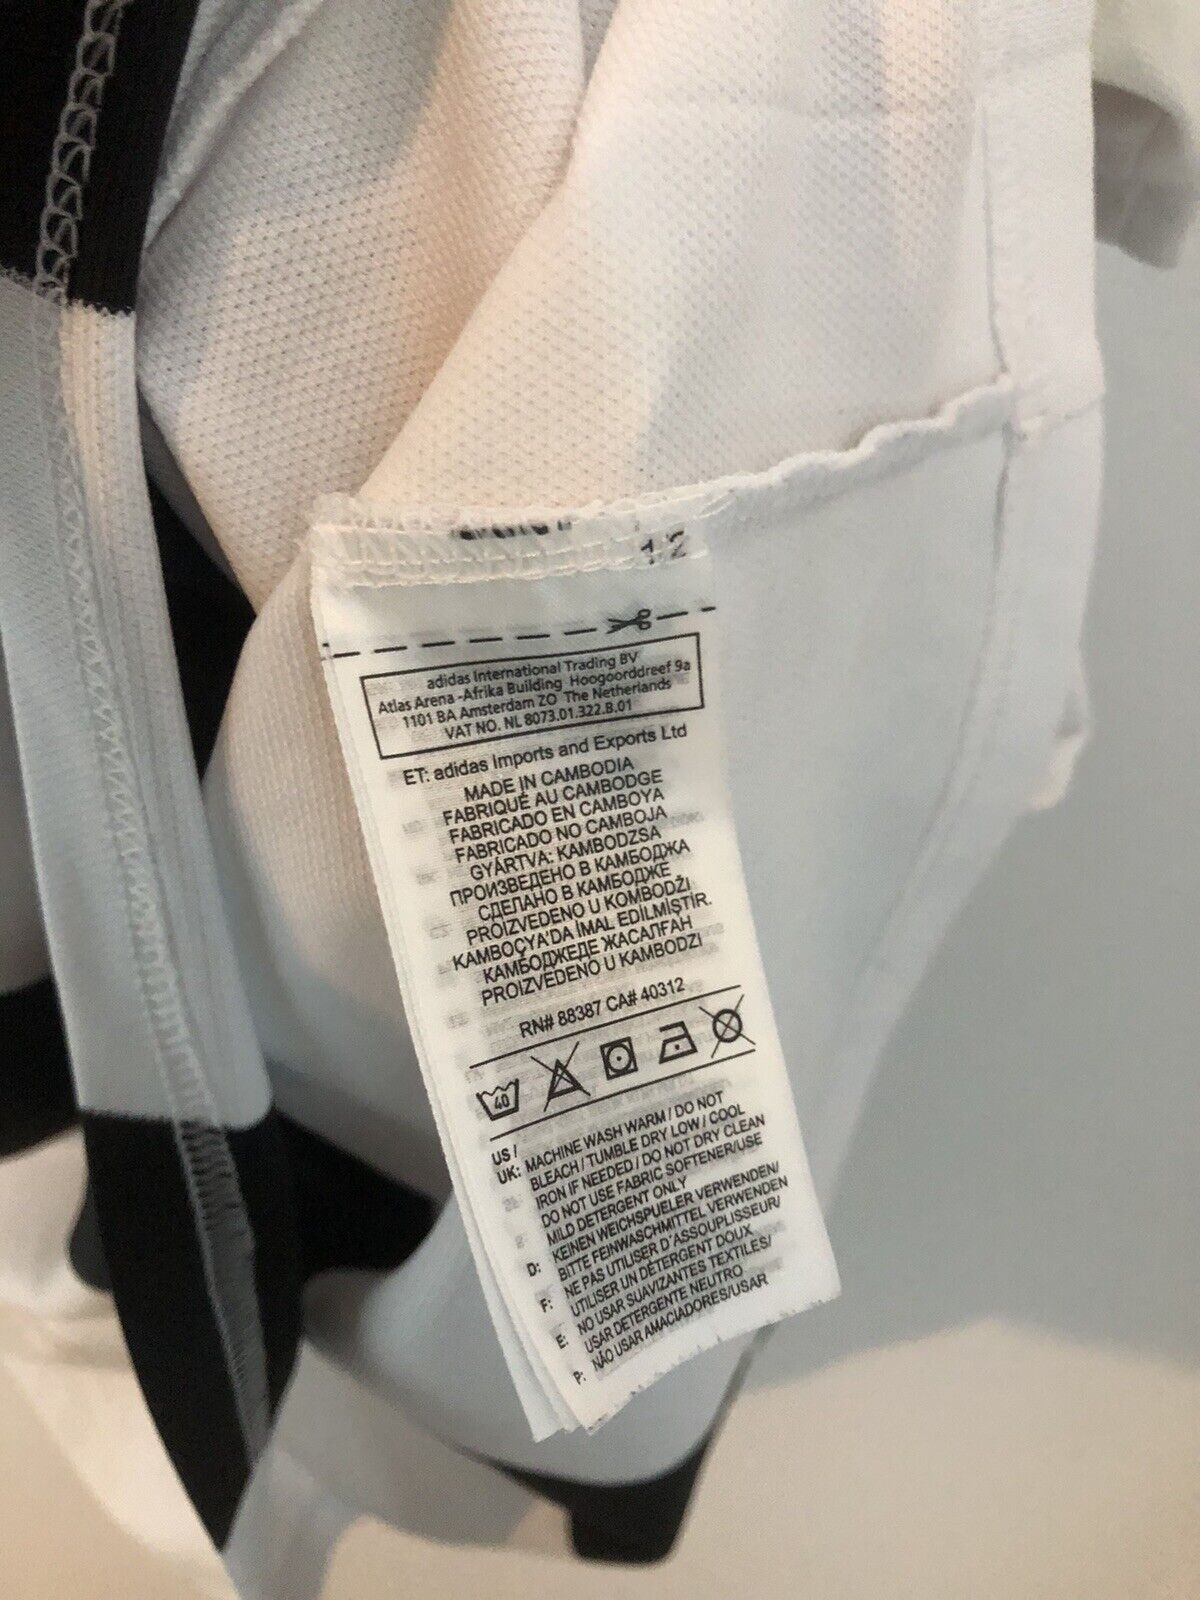 12
adidas International Trading BV
Atlas Arena -Afrika Building Hoogoorddreef 9a
1101 BA Amsterdam ZO The Netherlands
VAT NO. NL 8073.01.322.B.01
ET: adidas Imports and Exports Ltd
MADE IN CAMBODIA
FABRIQUÉ AU CAMBODGE
FABRICADO EN CAMBOYA
FABRICADO NO CAMBOJA
GYÁRTVA: KAMBODZSA
ПРОИЗВЕДЕНО В КАМБОДЖА
СДЕЛАНО В КАМБОДЖЕ
PROIZVEDENO U KOMBODŽI
KAMBOÇYA'DA İMAL EDİLMİŞTİR.
КАМБОДЖЕДЕ ЖАСАЛҒАН
PROIZVEDENO U KAMBODZI
RN# 88387 CA# 40312
40
US /
UK: MACHINE WASH WARM / DO NOT
BLEACH / TUMBLE DRY LOW / COOL
IRON IF NEEDED / DO NOT DRY CLEAN
DO NOT USE FABRIC SOFTENER/USE
MILD DETERGENT ONLY
D: KEINEN WEICHSPUELER VERWENDEN/
BITTE FEINWASCHMITTEL VERWENDEN
F: NE PAS UTILISER D'ASSOUPLISSEUR/
UTILISER UN DETERGENT DOUX
E: NO USAR SUAVIZANTES TEXTILES/
USAR DETERGENTE NEUTRO
P: NÃO USAR AMACIADORES/USAR